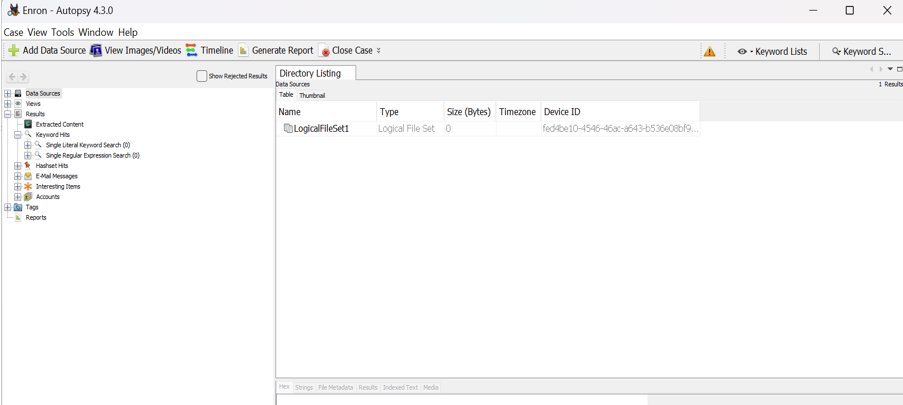 Enron - Autopsy 4.3.0
Case View Tools Window Help
Add Data Source View Images/Videos Timeline Generate Report Close Case Keyword Lists Keyword S...
Show Rejected Results
Directory Listing
Data Sources 1 Results
Table Thumbnail
Name Type Size (Bytes) Timezone Device ID
LogicalFileSet1 Logical File Set 0 fed4be10-4546-46ac-a643-b536e08bf9...
Data Sources
Views
Results
Extracted Content
Keyword Hits
Single Literal Keyword Search (0)
Single Regular Expression Search (0)
Hashset Hits
E-Mail Messages
Interesting Items
Accounts
Tags
Reports
Hex Strings File Metadata Results Indexed Text Media